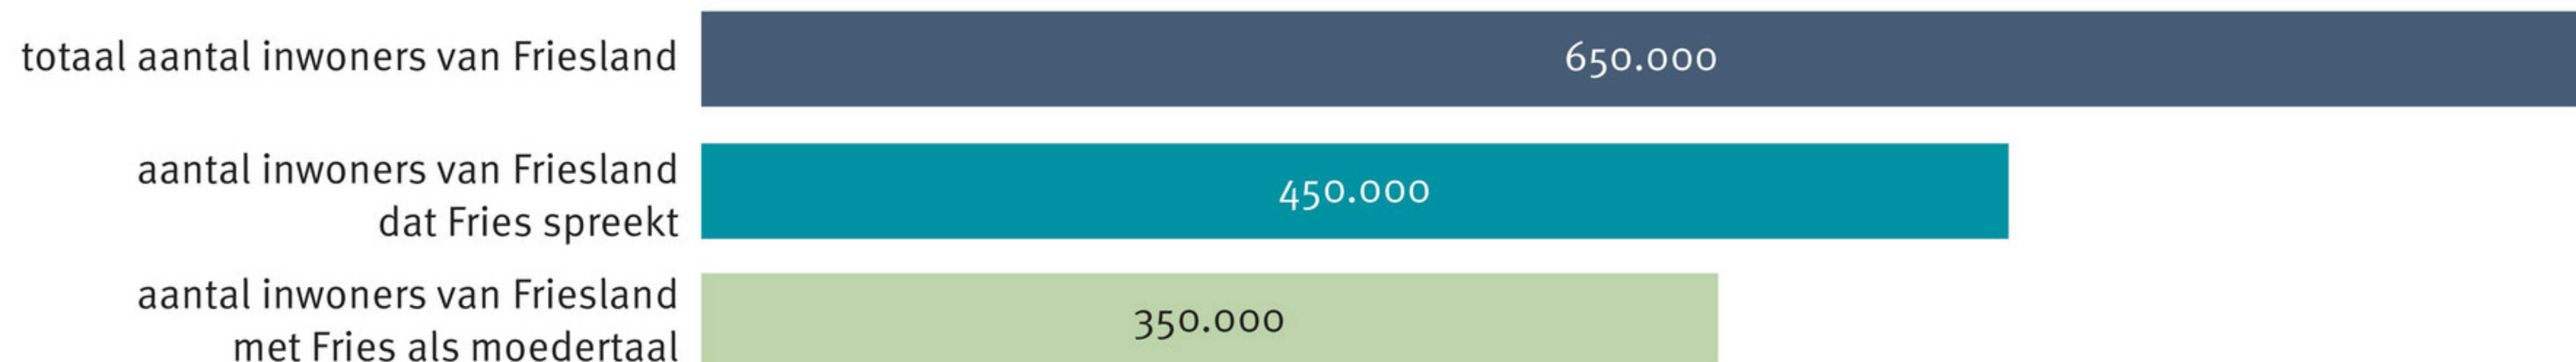 totaal aantal inwoners van Friesland
650.000
aantal inwoners van Friesland
dat Fries spreekt
450.000
aantal inwoners van Friesland
met Fries als moedertaal
350.000